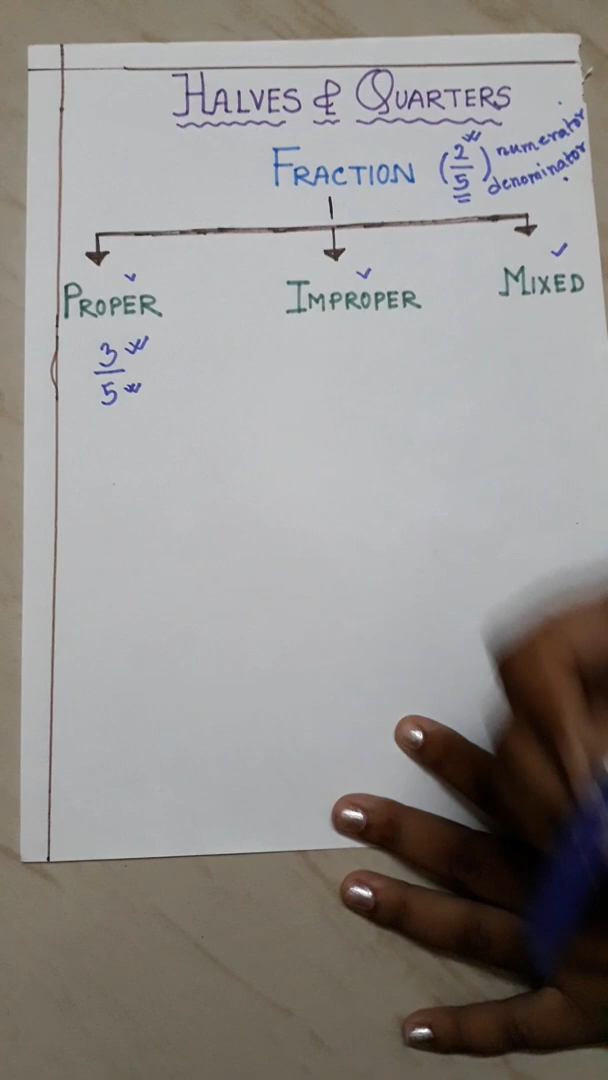 HALVES & QUARTERS
FRACTION (2/5) numerator denominator
PROPER IMPROPER MIXED
3
5